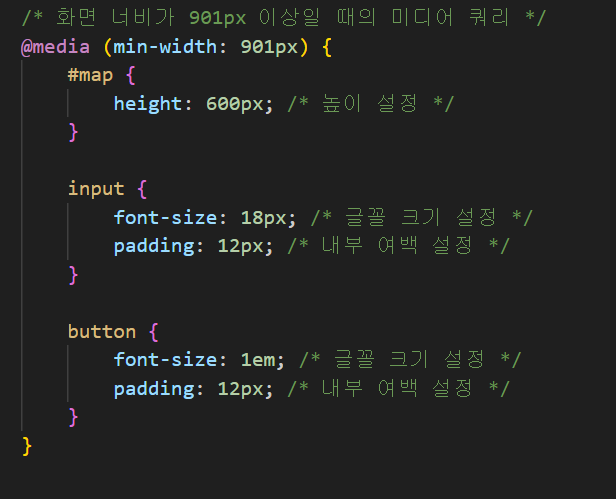 /* 화면 너비가 901px 이상일 때의 미디어 쿼리 */
@media (min-width: 901px) {
#map {
height: 600px; /* 높이 설정 */
}
input {
font-size: 18px; /* 글꼴 크기 설정 */
padding: 12px; /* 내부 여백 설정 */
}
button {
font-size: 1em; /* 글꼴 크기 설정 */
padding: 12px; /* 내부 여백 설정 */
}
}